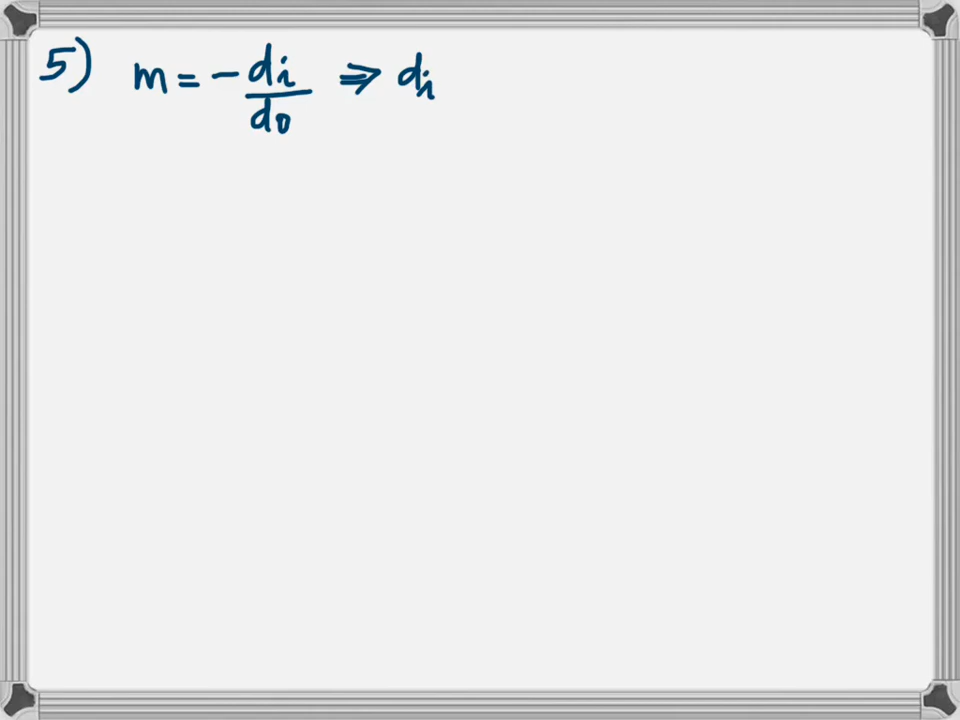 5) m = - di/do ⇒ di